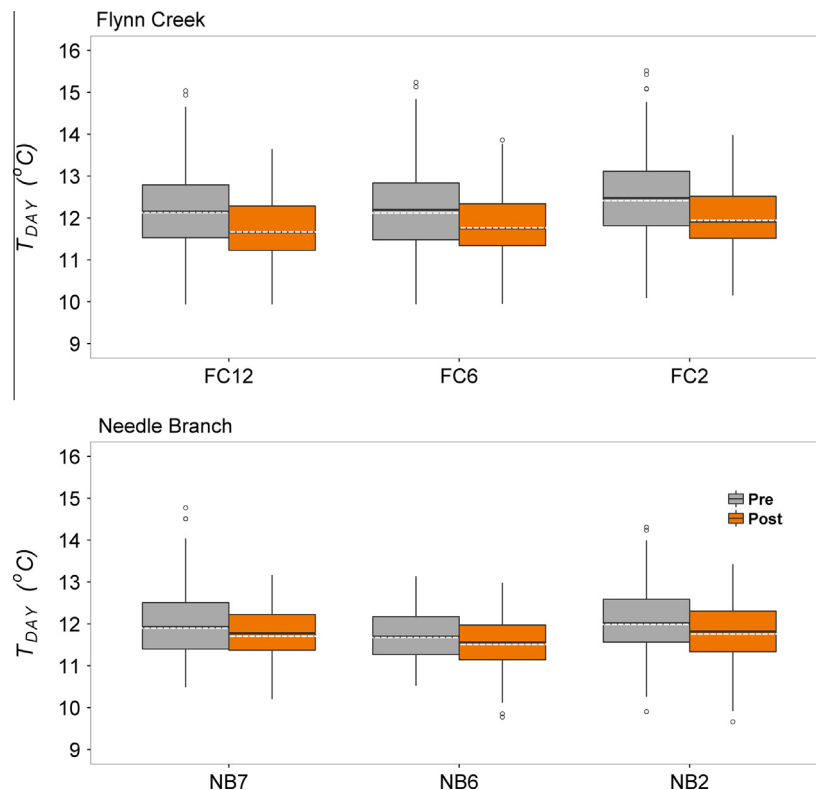 Flynn Creek
T_DAY (°C)
16
15
14
13
12
11
10
9
FC12 FC6 FC2
Needle Branch
T_DAY (°C)
16
15
14
13
12
11
10
9
Pre
Post
NB7 NB6 NB2